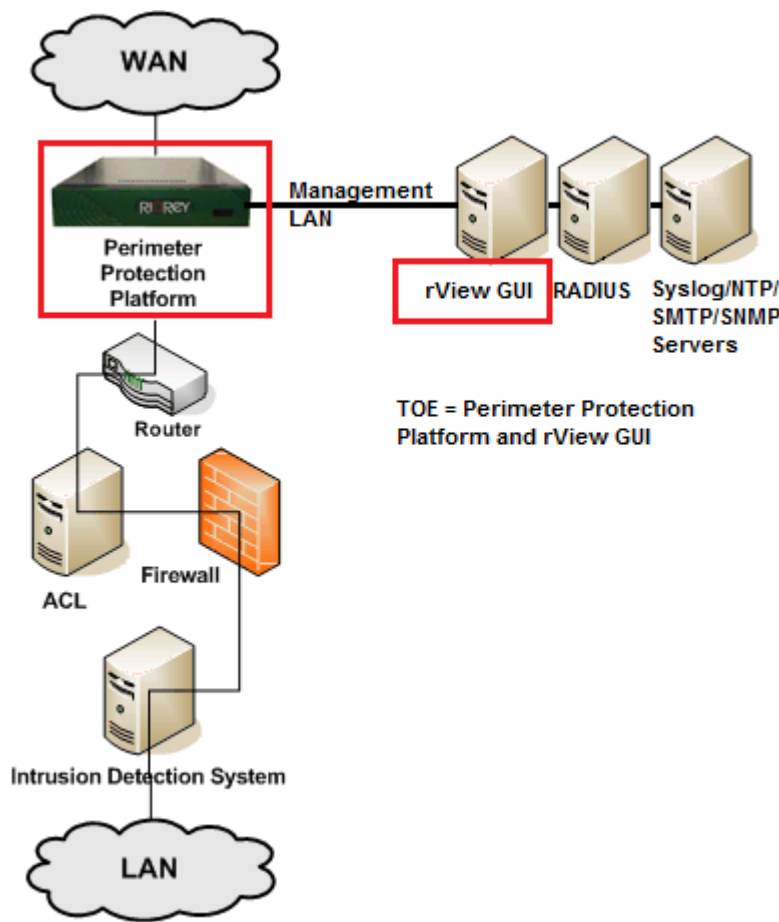 WAN
RIOREY
Perimeter
Protection
Platform
Management
LAN
rView GUI
RADIUS
Syslog/NTP/
SMTP/SNMP
Servers
TOE = Perimeter Protection
Platform and rView GUI
Router
ACL
Firewall
Intrusion Detection System
LAN